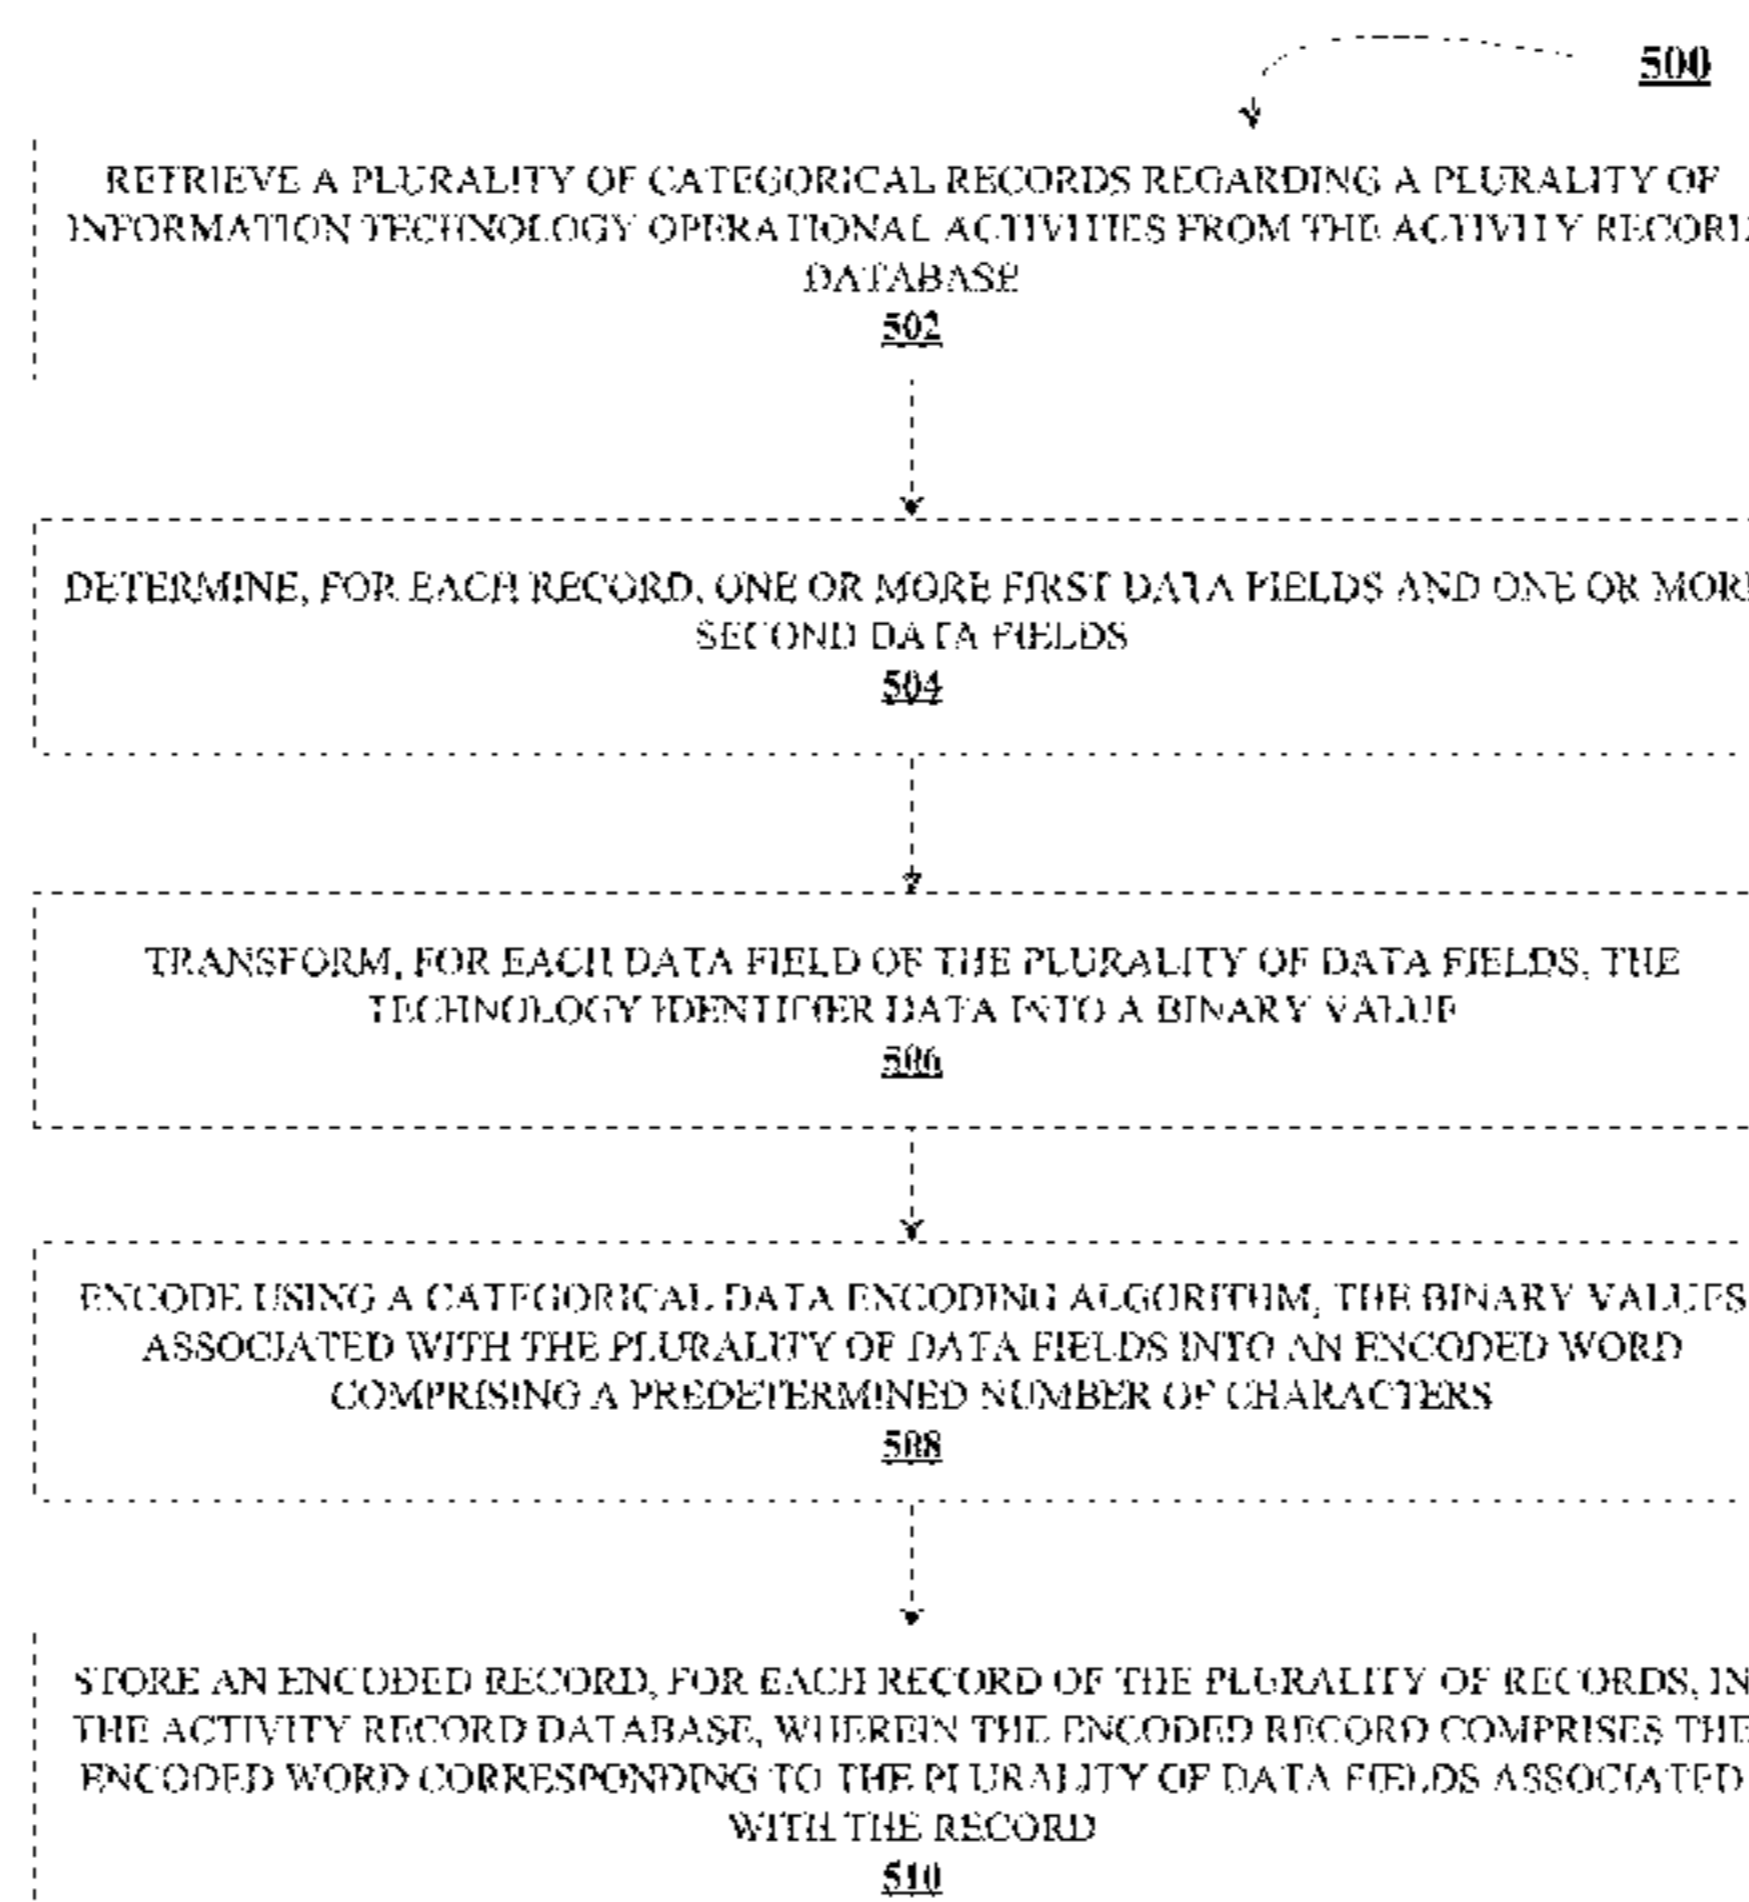 500
RETRIEVE A PLURALITY OF CATEGORICAL RECORDS REGARDING A PLURALITY OF
INFORMATION TECHNOLOGY OPERATIONAL ACTIVITIES FROM THE ACTIVITY RECORD
DATABASE
502
DETERMINE, FOR EACH RECORD, ONE OR MORE FIRST DATA FIELDS AND ONE OR MORE
SECOND DATA FIELDS
504
TRANSFORM, FOR EACH DATA FIELD OF THE PLURALITY OF DATA FIELDS, THE
TECHNOLOGY IDENTIFIER DATA INTO A BINARY VALUE
506
ENCODE USING A CATEGORICAL DATA ENCODING ALGORITHM, THE BINARY VALUES
ASSOCIATED WITH THE PLURALITY OF DATA FIELDS INTO AN ENCODED WORD
COMPRISING A PREDETERMINED NUMBER OF CHARACTERS
508
STORE AN ENCODED RECORD, FOR EACH RECORD OF THE PLURALITY OF RECORDS, IN
THE ACTIVITY RECORD DATABASE, WHEREIN THE ENCODED RECORD COMPRISES THE
ENCODED WORD CORRESPONDING TO THE PLURALITY OF DATA FIELDS ASSOCIATED
WITH THE RECORD
510